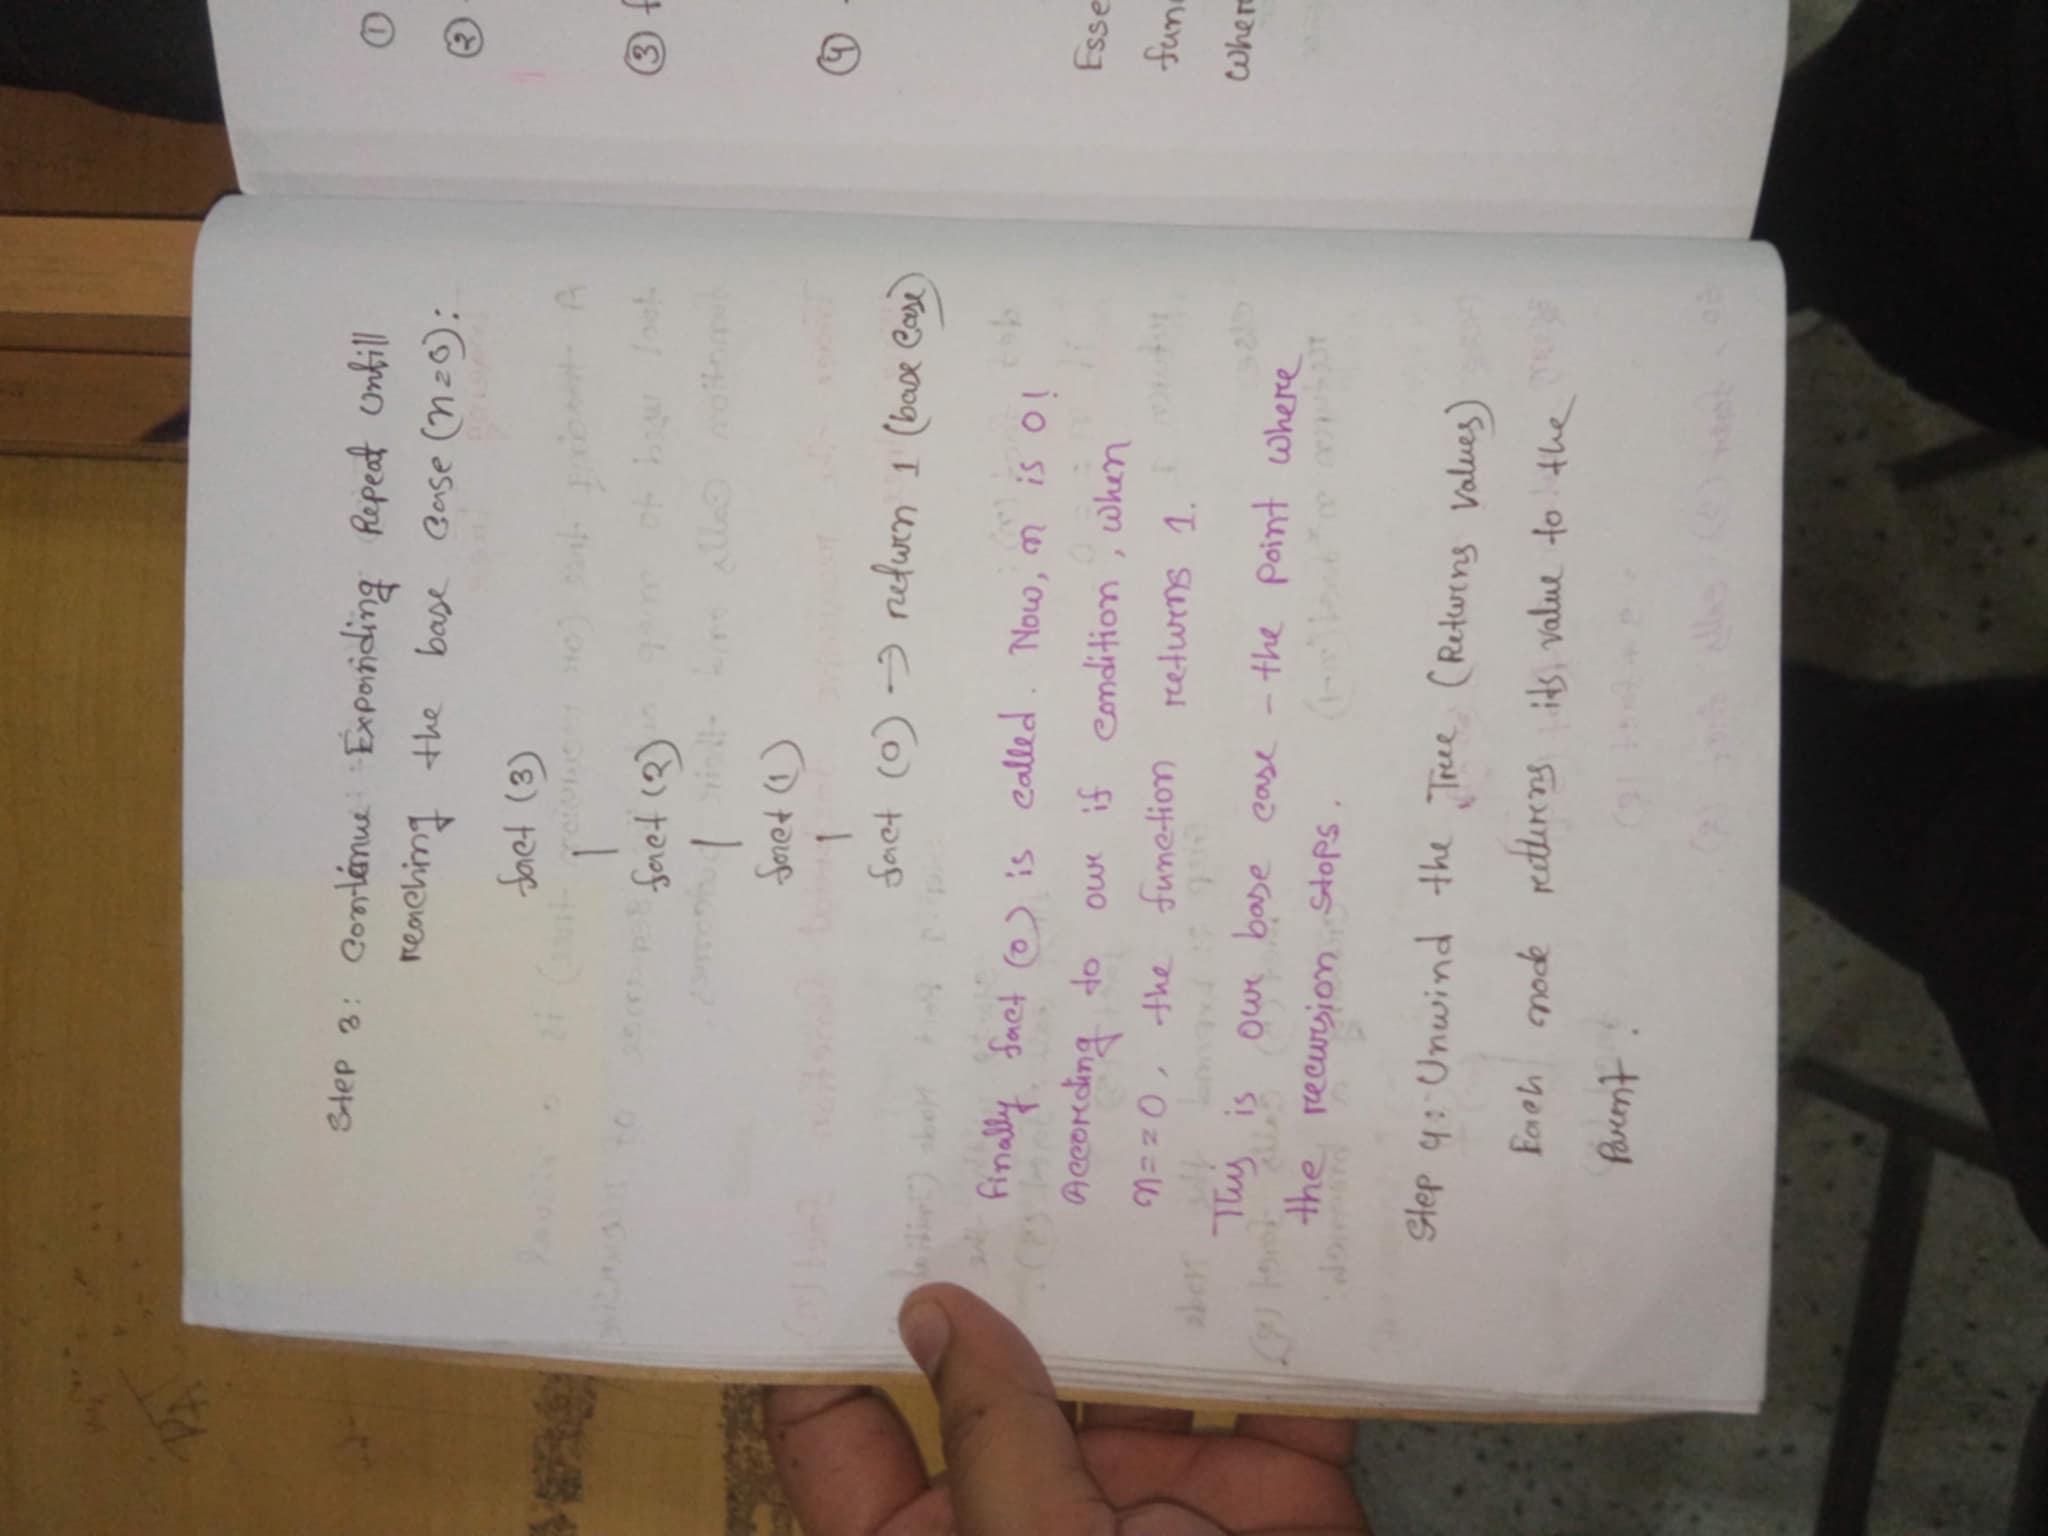 Step 3: Continue Expanding Repeat Untill
reaching the base case (n=0):
fact (3)
|
fact (2)
|
fact (1)
|
fact (0) → return 1 (base case)
Finally fact (0) is called. Now, n is 0!
According to our if condition, when
n==0, the function returns 1.
This is our base case - the point where
the recursion stops.
Step 4: Unwind the Tree (Returns Values)
Each node returns its value to the
Parent.
①
②
③ f
④
Esse
fun
Where